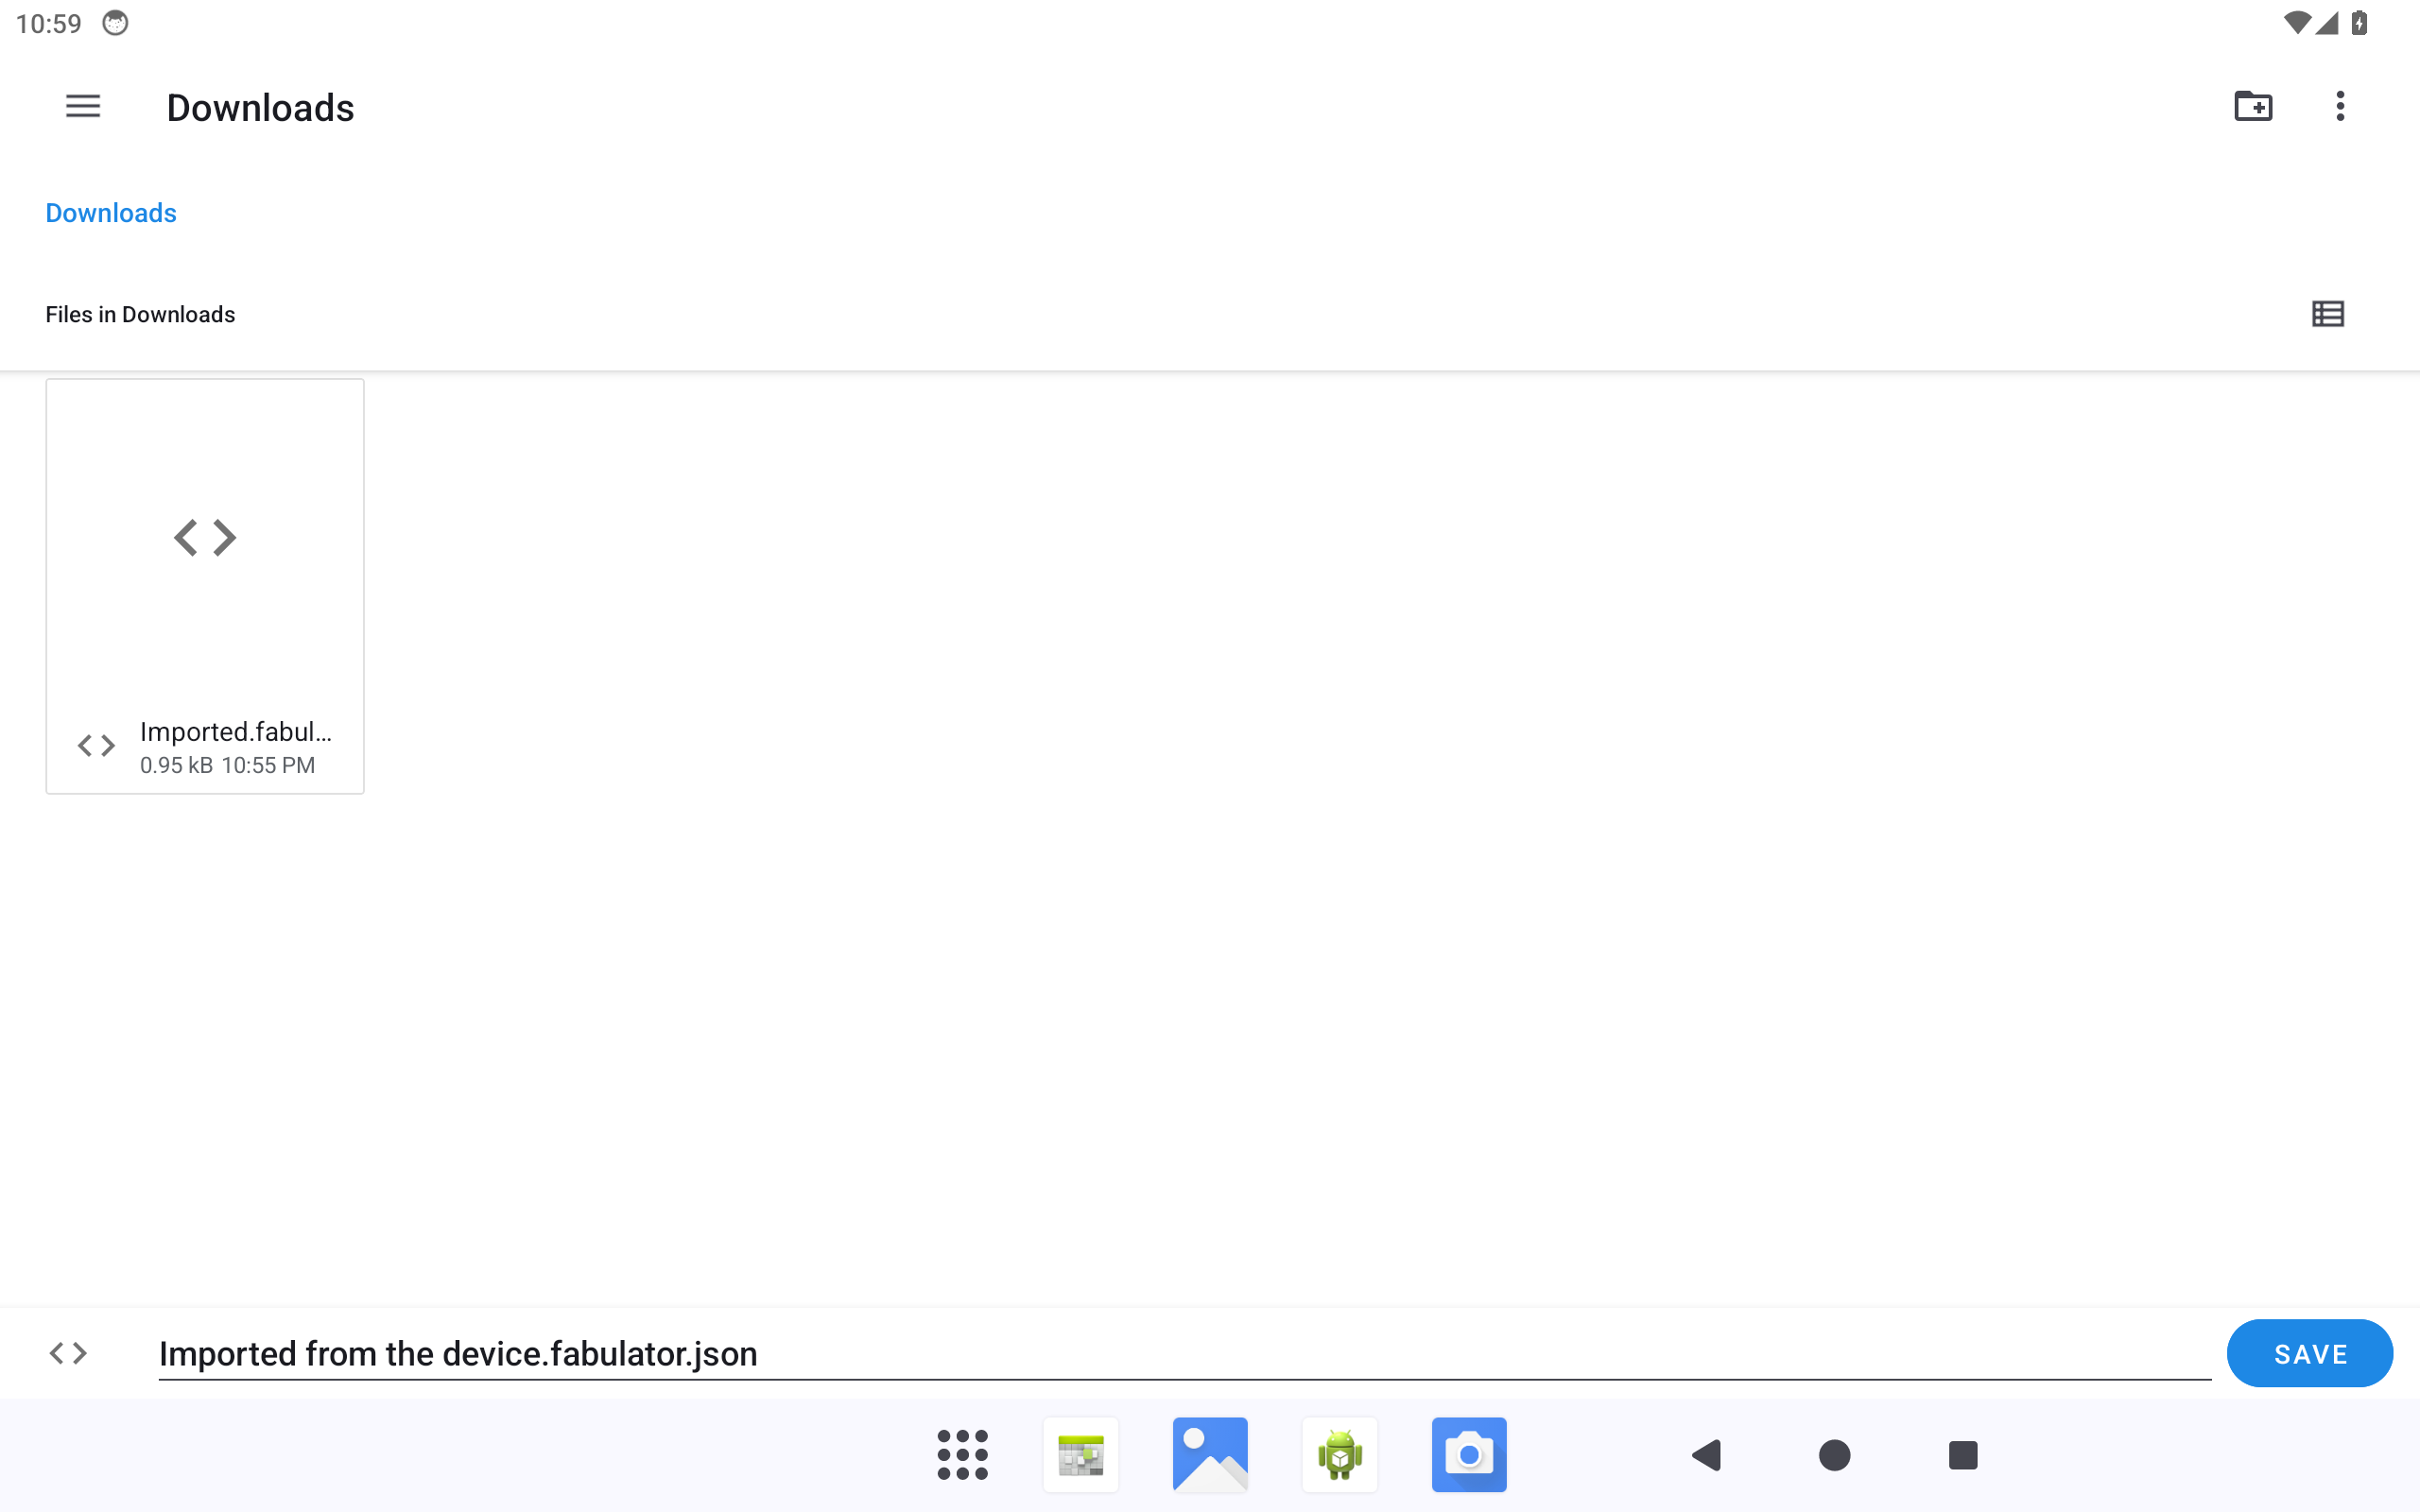 10:59
Downloads
Downloads
Files in Downloads
Imported.fabul...
0.95 kB 10:55 PM
Imported from the device.fabulator.json
SAVE